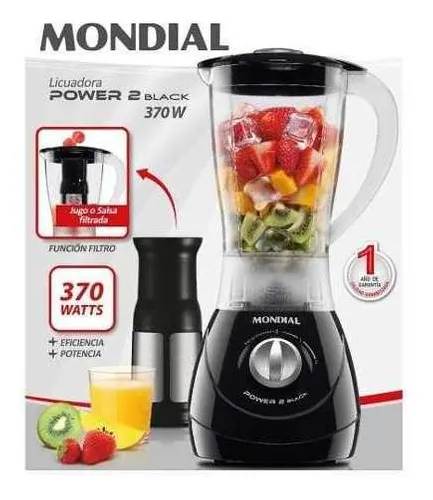 MONDIAL
Licuadora
POWER 2 BLACK
370W
Jugo o Salsa
filtrada
FUNCIÓN FILTRO
370
WATTS
+ EFICIENCIA
+ POTENCIA
1
AÑO DE
GARANTÍA
MONDIAL
POWER 2 BLACK